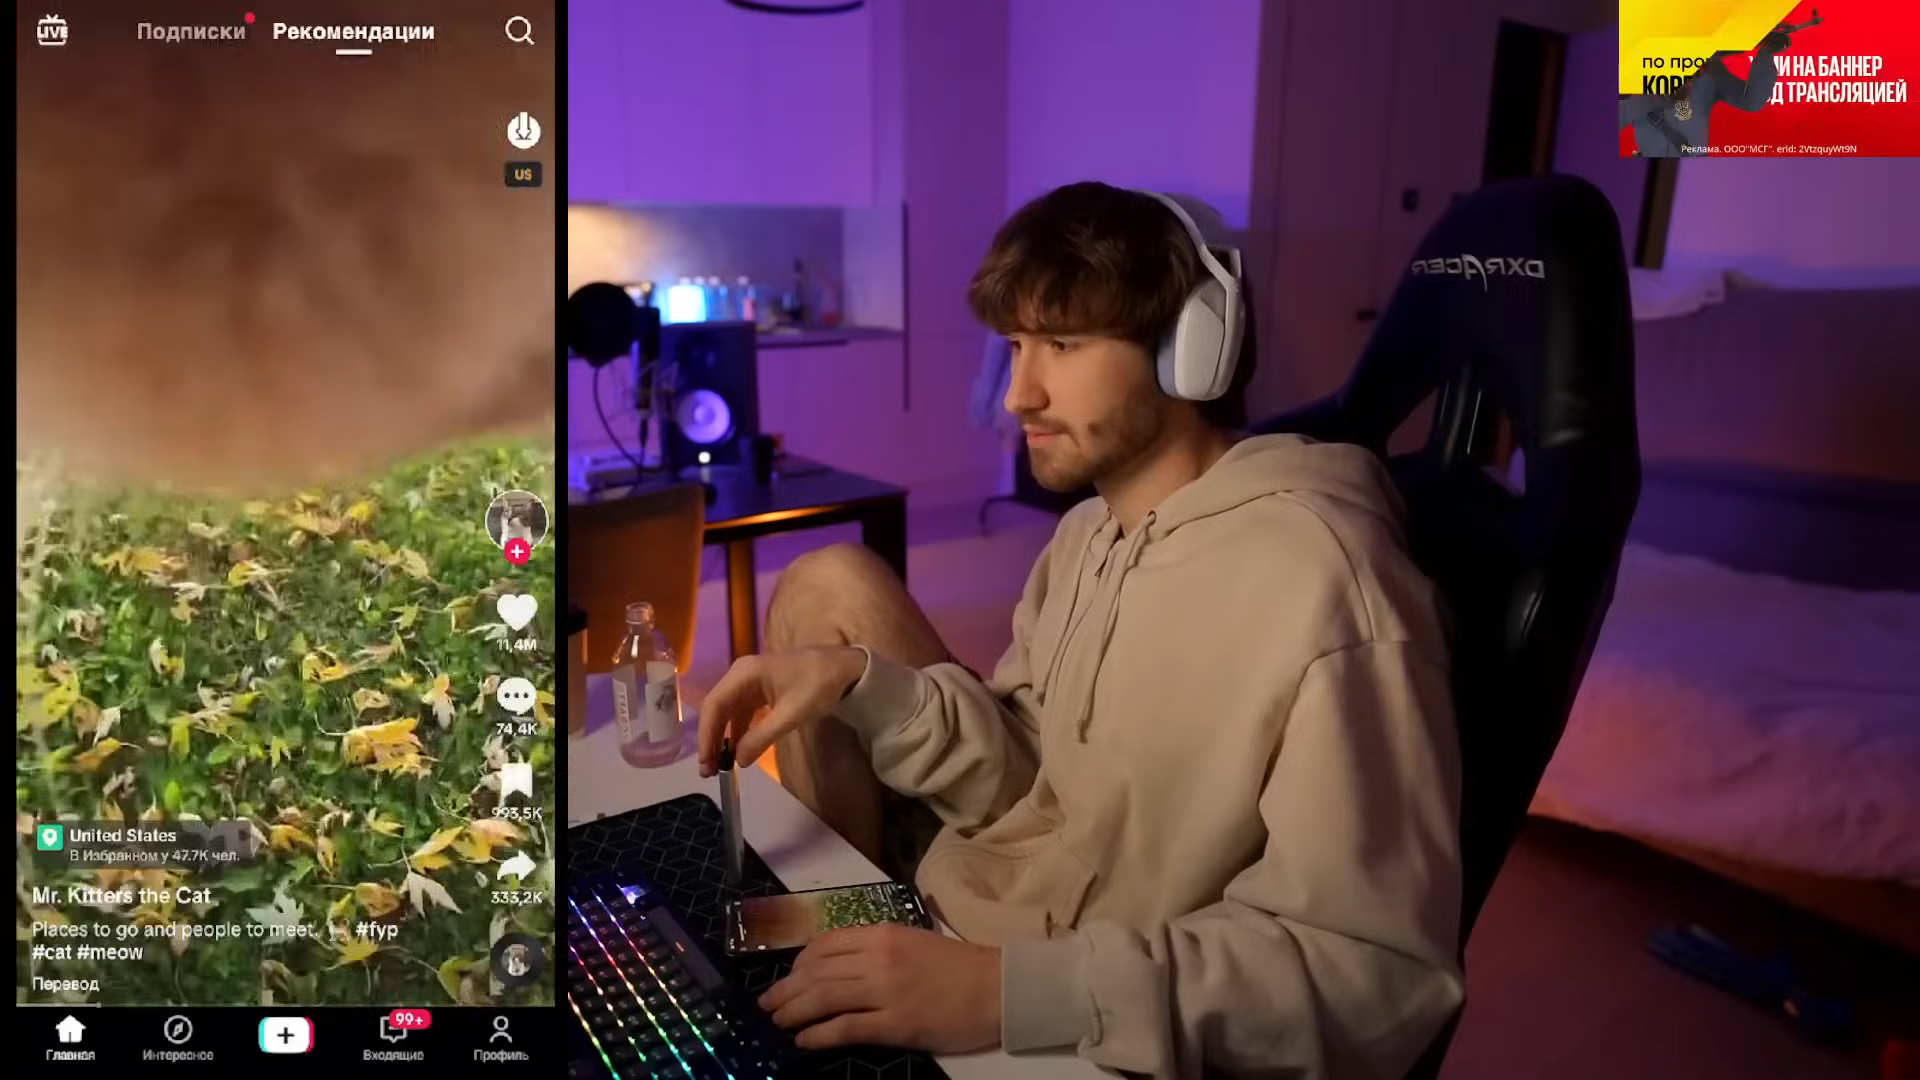 LIVE
Подписки
Рекомендации
US
11,4M
74,4K
993,5K
333,2K
United States
В Избранном у 47.7K чел.
Mr. Kitters the Cat
Places to go and people to meet. #fyp
#cat #meow
Перевод
Главная
Интересное
99+
Входящие
Профиль
DXRACER
по про
НА БАННЕР
ТРАНСЛЯЦИЕЙ
Реклама. ООО"МСГ". erid: 2VtzquyWt9N